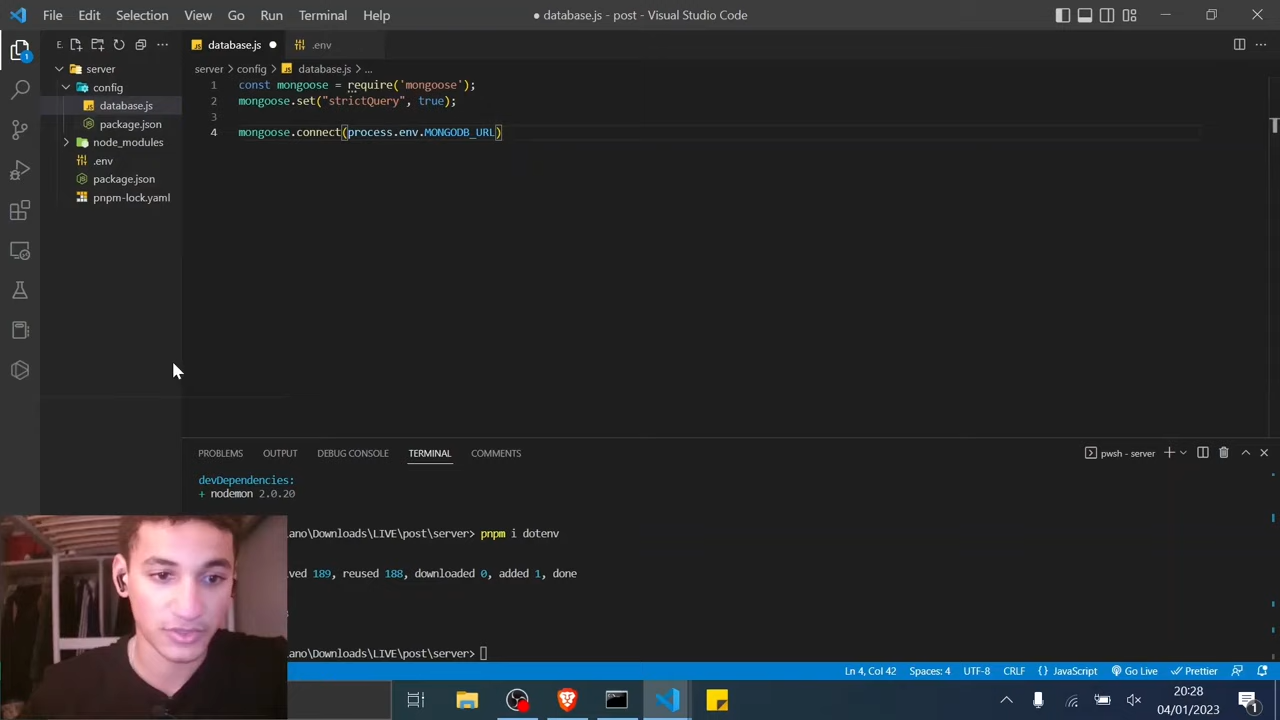 File Edit Selection View Go Run Terminal Help
● database.js - post - Visual Studio Code
E.
database.js
.env
server
server > config > database.js > ...
config
database.js
package.json
node_modules
.env
package.json
pnpm-lock.yaml
1 const mongoose = require('mongoose');
2 mongoose.set("strictQuery", true);
3
4 mongoose.connect(process.env.MONGODB_URL)
1
PROBLEMS OUTPUT DEBUG CONSOLE TERMINAL COMMENTS
pwsh - server
devDependencies:
+ nodemon 2.0.20
ano\Downloads\LIVE\post\server> pnpm i dotenv
ved 189, reused 188, downloaded 0, added 1, done
ano\Downloads\LIVE\post\server>
Ln 4, Col 42 Spaces: 4 UTF-8 CRLF { } JavaScript Go Live Prettier
20:28
04/01/2023
1